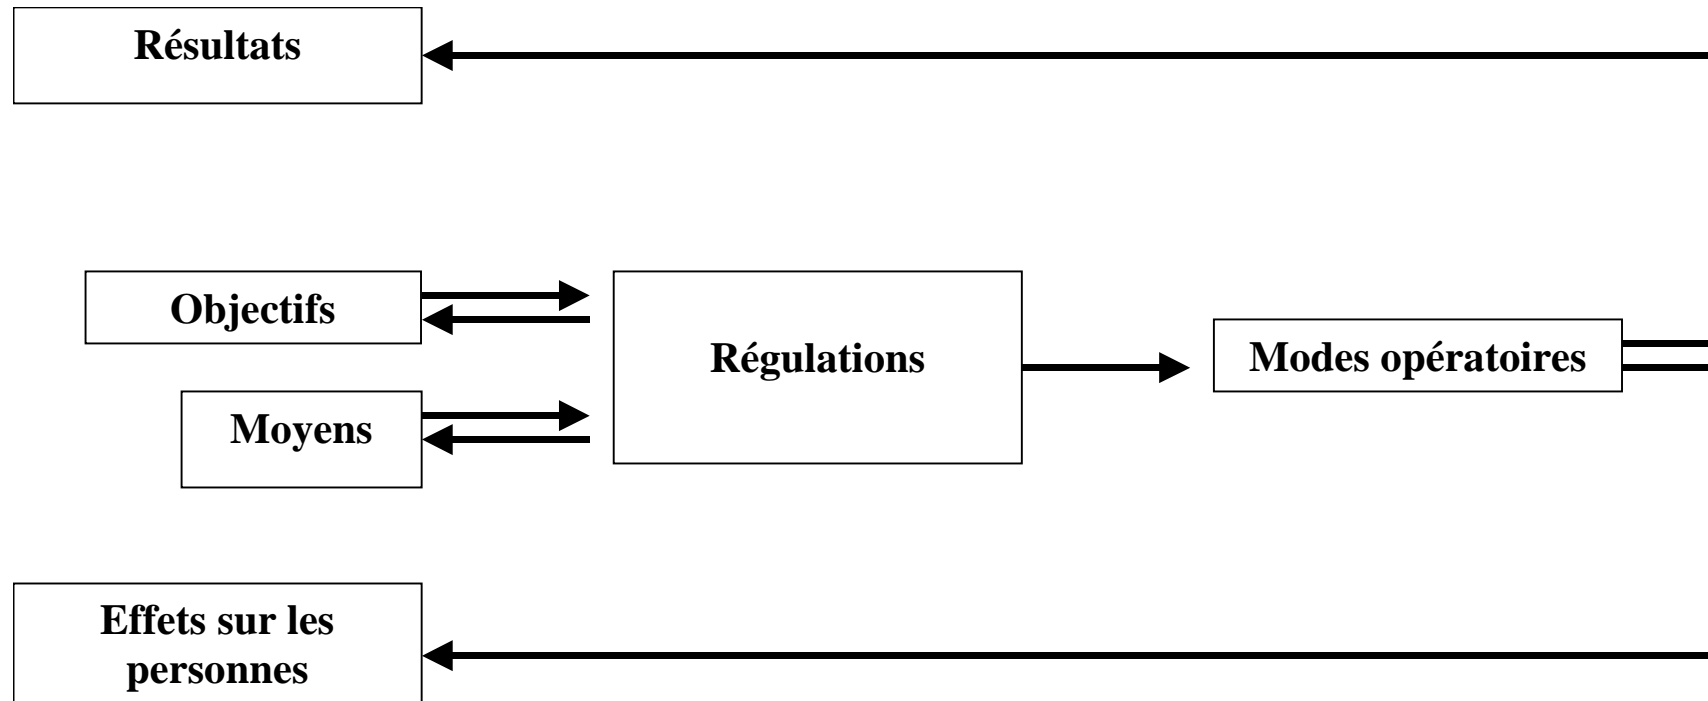 Résultats
Objectifs
Régulations
Modes opératoires
Moyens
Effets sur les
personnes